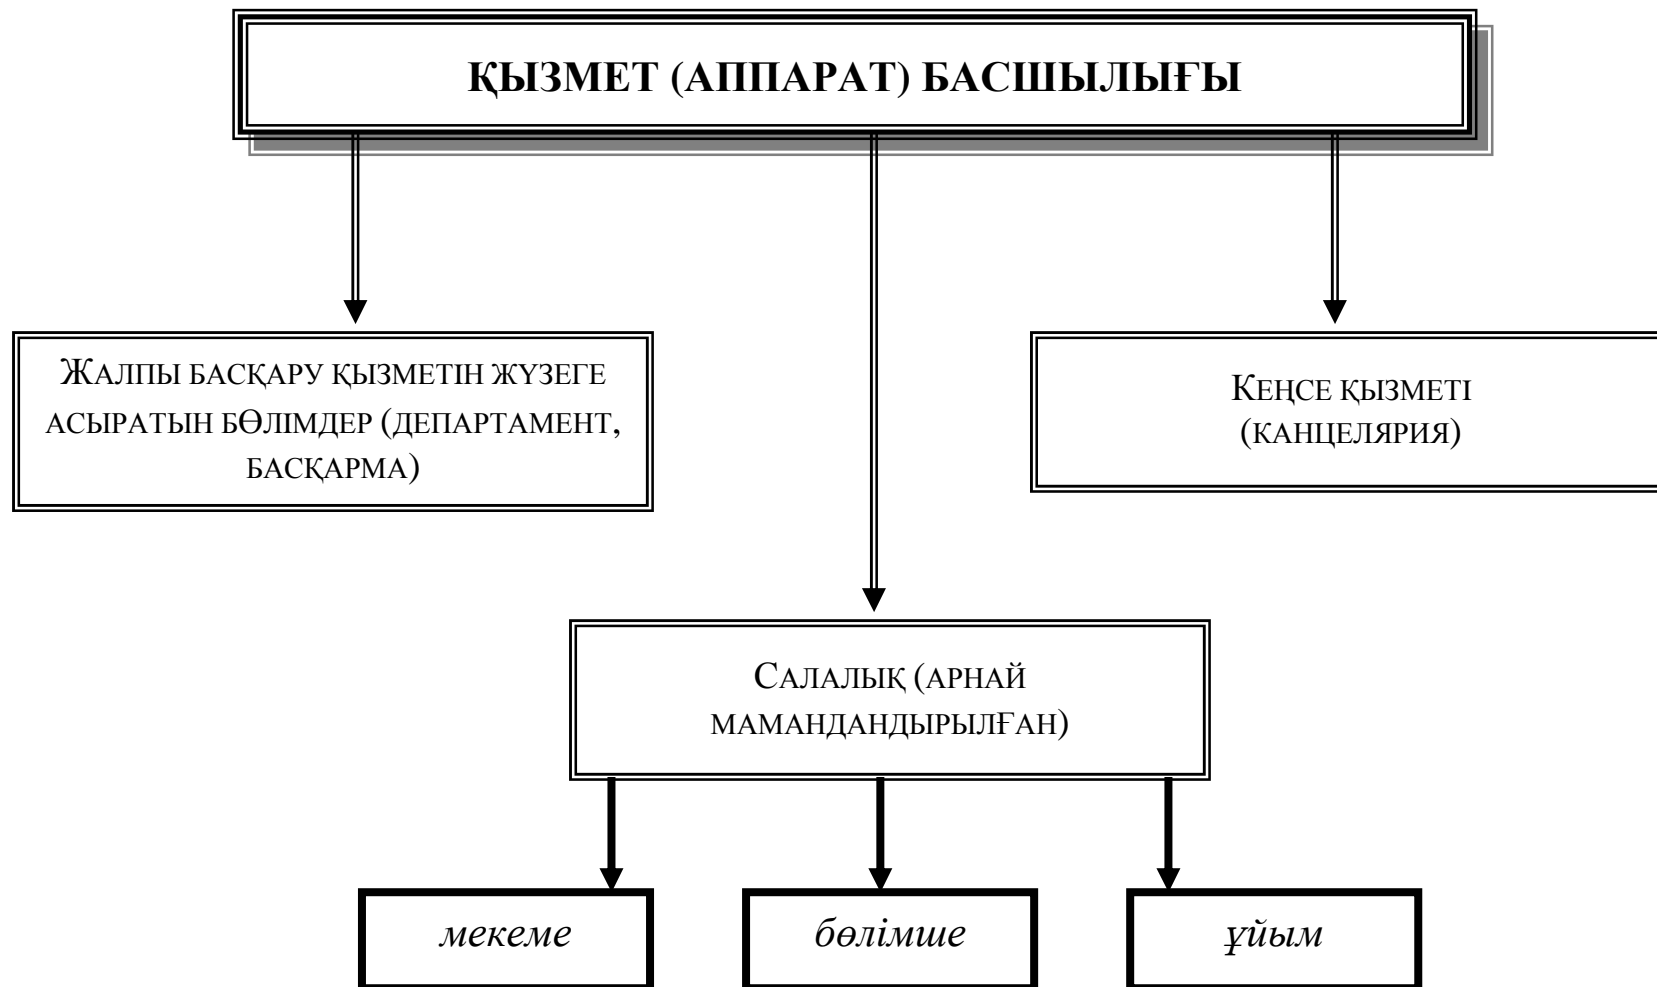 ҚЫЗМЕТ (АППАРАТ) БАСШЫЛЫҒЫ
ЖАЛПЫ БАСҚАРУ ҚЫЗМЕТІН ЖҮЗЕГЕ
АСЫРАТЫН БӨЛІМДЕР (ДЕПАРТАМЕНТ,
БАСҚАРМА)
КЕҢСЕ ҚЫЗМЕТІ
(КАНЦЕЛЯРИЯ)
САЛАЛЫҚ (АРНАЙ
МАМАНДАНДЫРЫЛҒАН)
мекеме
бөлімше
ұйым